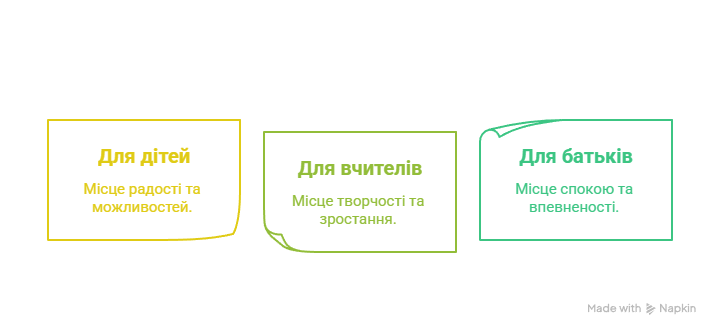 Для дітей
Місце радості та
можливостей.
Для вчителів
Місце творчості та
зростання.
Для батьків
Місце спокою та
впевненості.
Made with Napkin